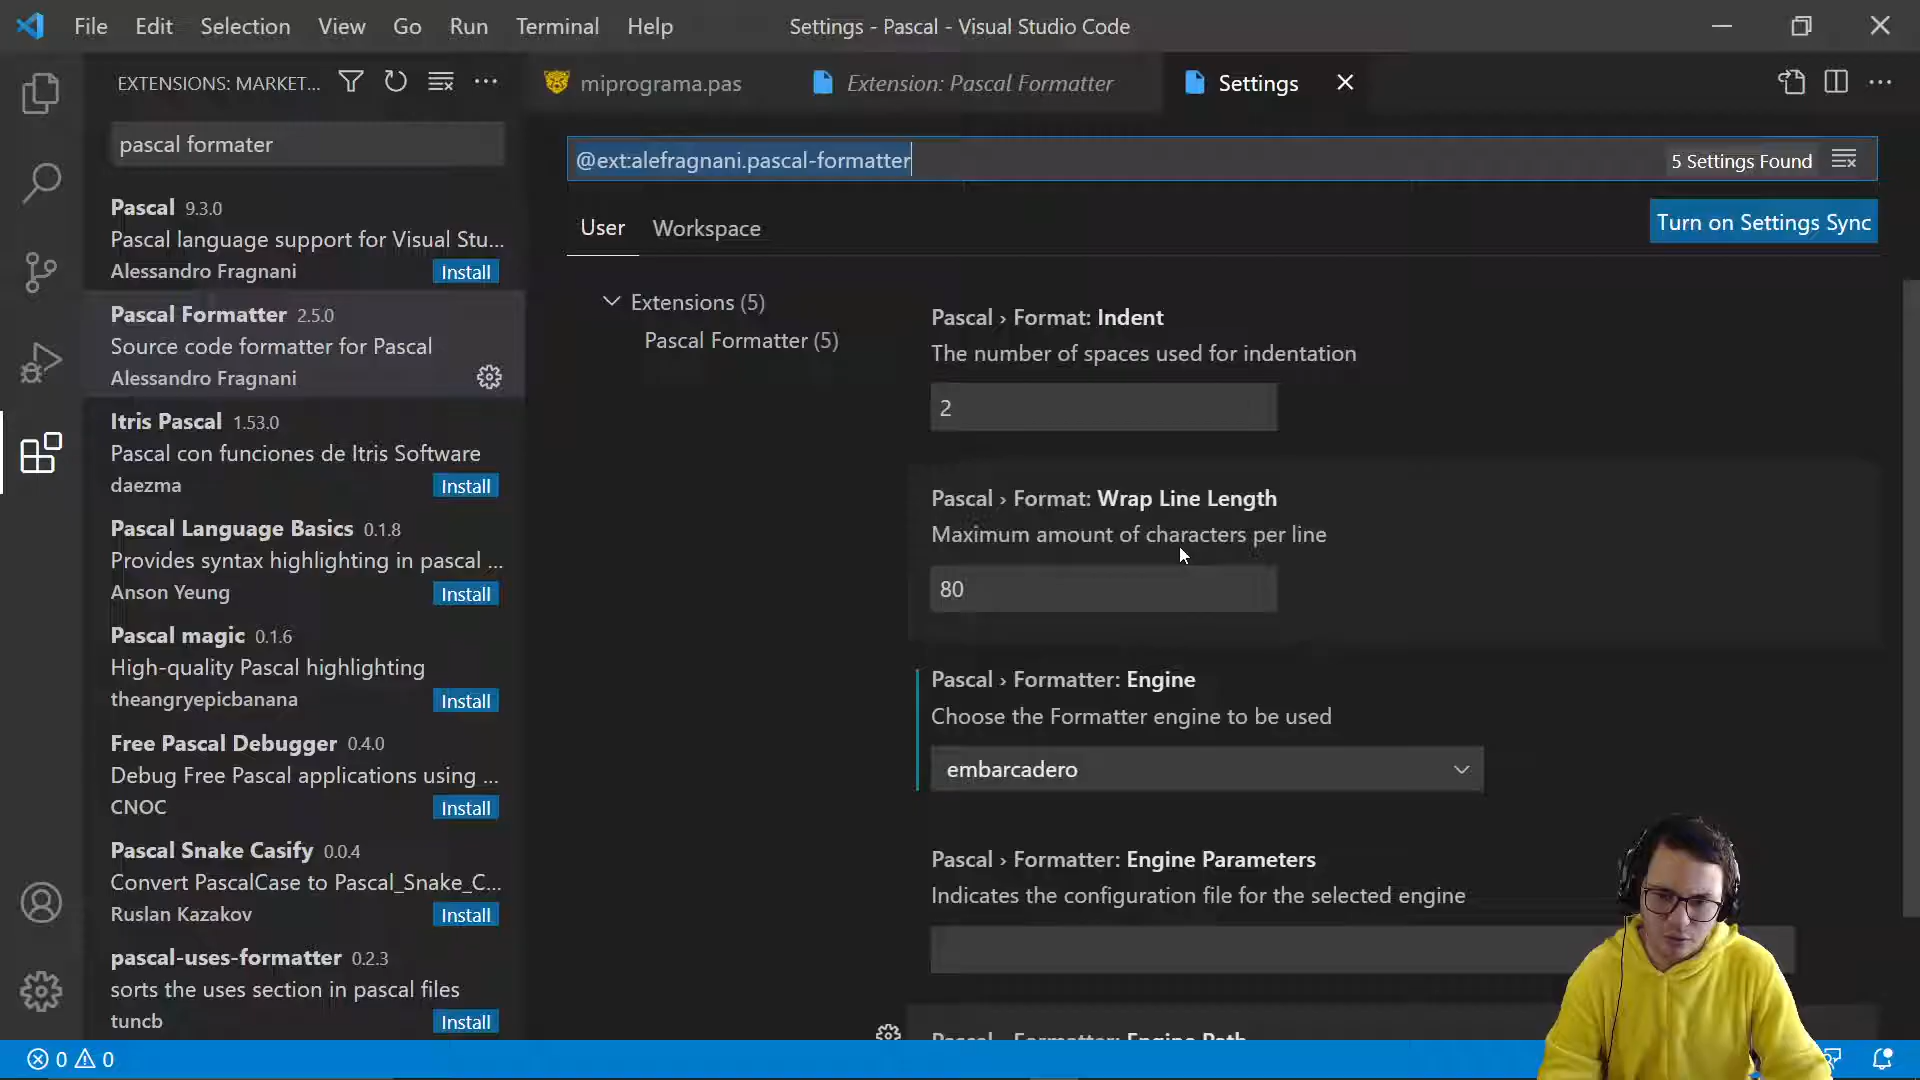 File Edit Selection View Go Run Terminal Help
Settings - Pascal - Visual Studio Code
EXTENSIONS: MARKET...
pascal formater
Pascal 9.3.0
Pascal language support for Visual Stu...
Alessandro Fragnani
Install
Pascal Formatter 2.5.0
Source code formatter for Pascal
Alessandro Fragnani
Itris Pascal 1.53.0
Pascal con funciones de Itris Software
daezma
Install
Pascal Language Basics 0.1.8
Provides syntax highlighting in pascal ...
Anson Yeung
Install
Pascal magic 0.1.6
High-quality Pascal highlighting
theangryepicbanana
Install
Free Pascal Debugger 0.4.0
Debug Free Pascal applications using ...
CNOC
Install
Pascal Snake Casify 0.0.4
Convert PascalCase to Pascal_Snake_C...
Ruslan Kazakov
Install
pascal-uses-formatter 0.2.3
sorts the uses section in pascal files
tuncb
Install
miprograma.pas
Extension: Pascal Formatter
Settings
@ext:alefragnani.pascal-formatter
5 Settings Found
User
Workspace
Turn on Settings Sync
Extensions (5)
Pascal Formatter (5)
Pascal › Format: Indent
The number of spaces used for indentation
2
Pascal › Format: Wrap Line Length
Maximum amount of characters per line
80
Pascal › Formatter: Engine
Choose the Formatter engine to be used
embarcadero
Pascal › Formatter: Engine Parameters
Indicates the configuration file for the selected engine
Pascal › Formatter: Engine Path
0 0